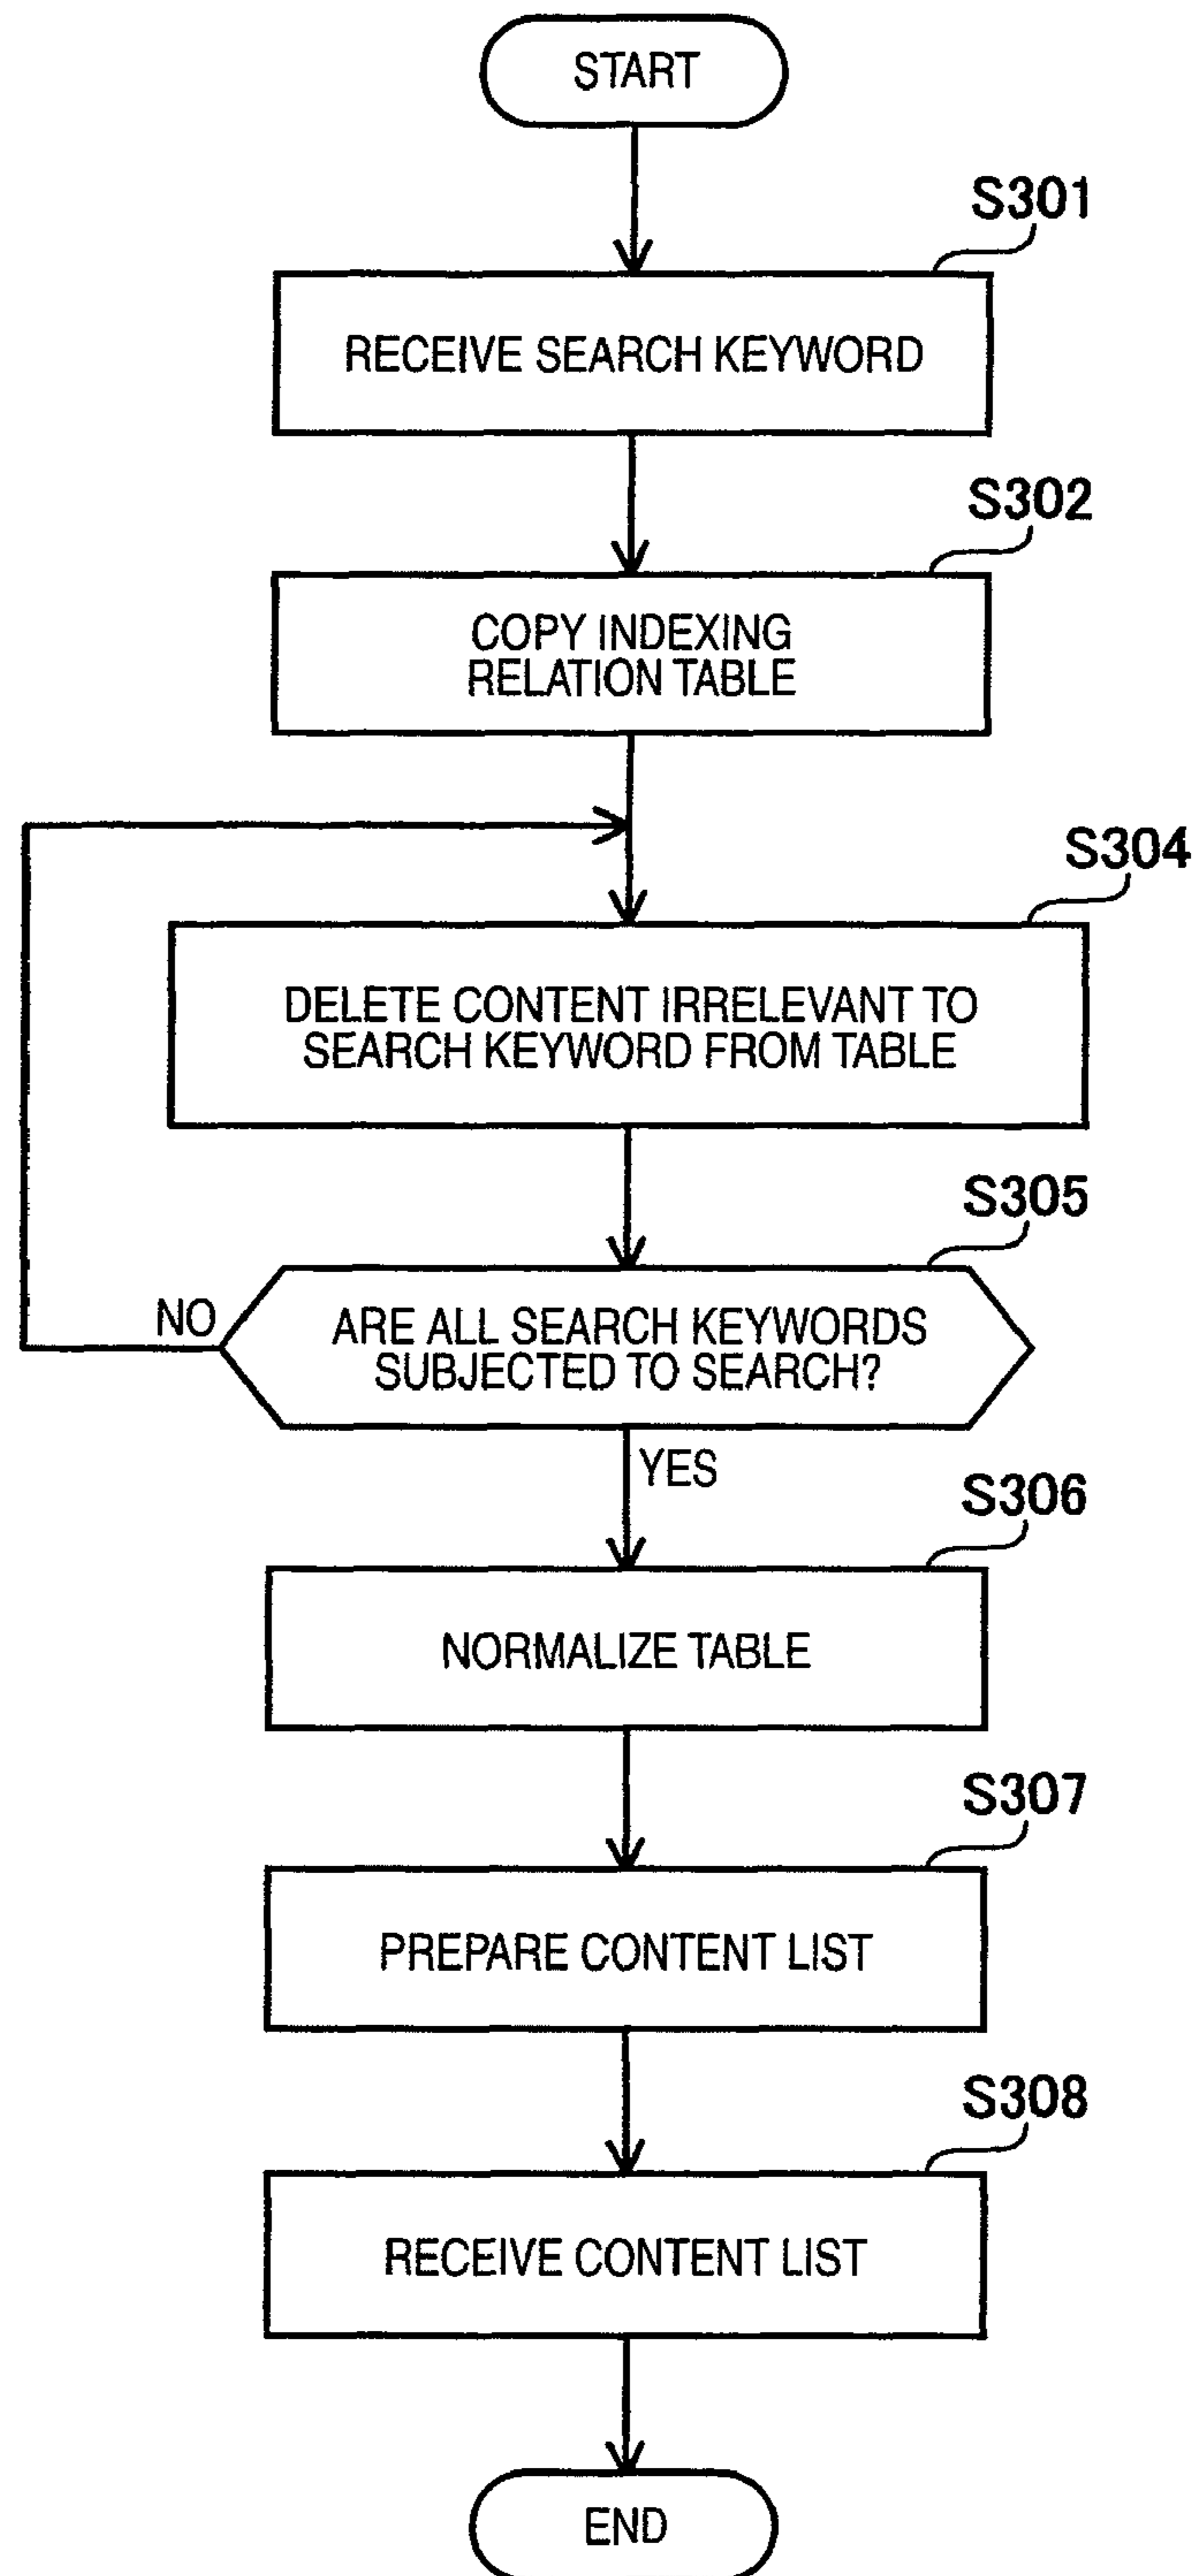 START
S301
RECEIVE SEARCH KEYWORD
S302
COPY INDEXING
RELATION TABLE
S304
DELETE CONTENT IRRELEVANT TO
SEARCH KEYWORD FROM TABLE
S305
NO
ARE ALL SEARCH KEYWORDS
SUBJECTED TO SEARCH?
YES
S306
NORMALIZE TABLE
S307
PREPARE CONTENT LIST
S308
RECEIVE CONTENT LIST
END